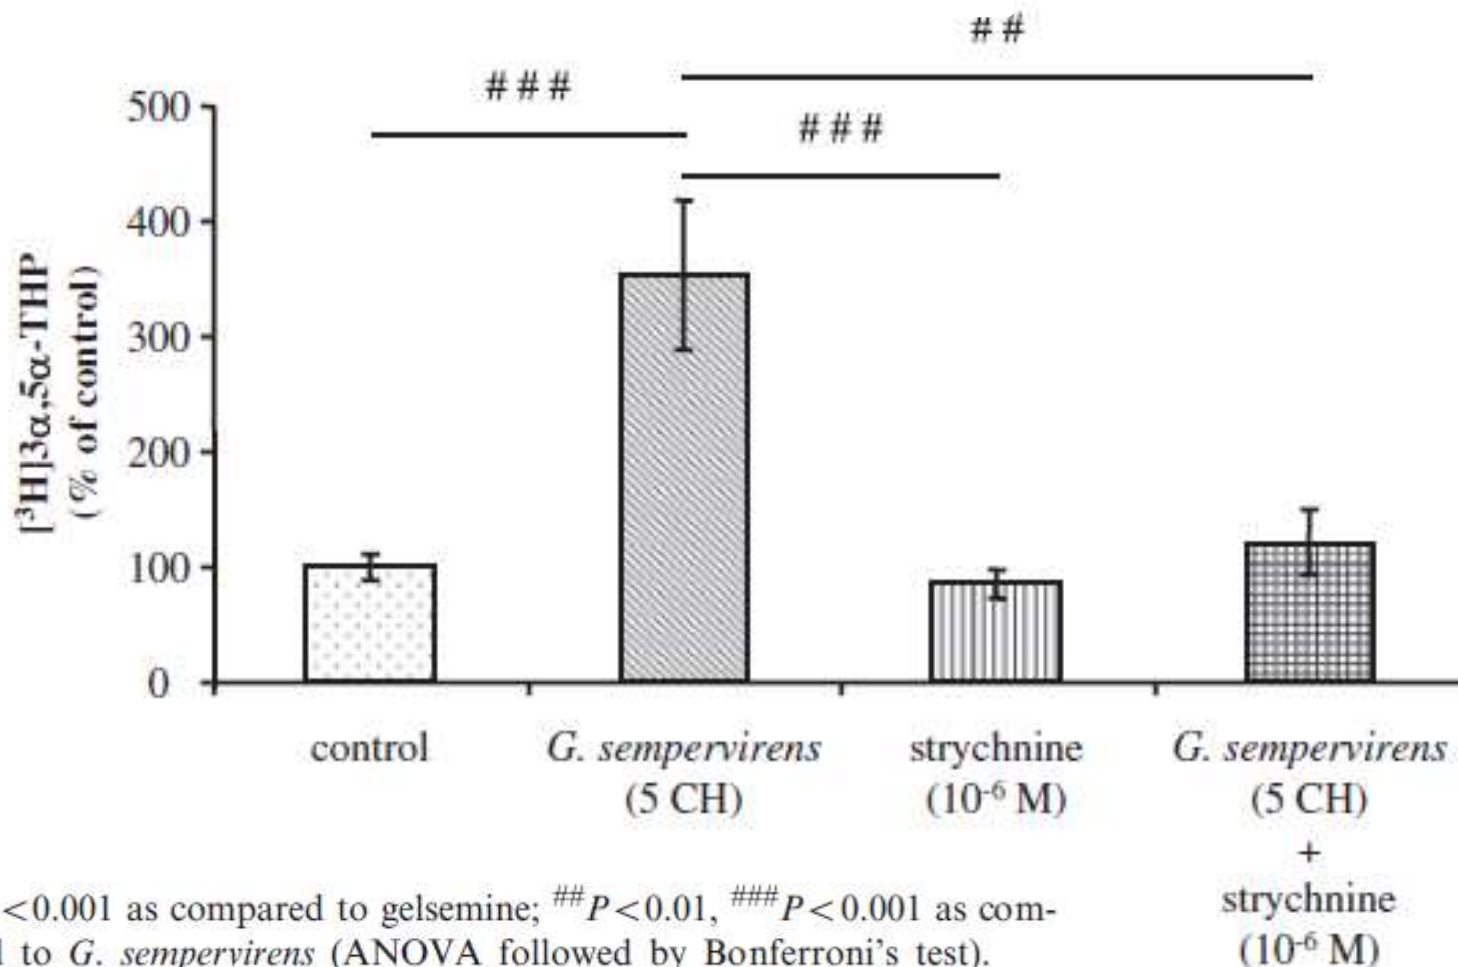 ##
###
###
500
400
300
200
100
0
[³H]3α,5α-THP
(% of control)
control
G. sempervirens
(5 CH)
strychnine
(10⁻⁶ M)
G. sempervirens
(5 CH)
+
strychnine
(10⁻⁶ M)
<0.001 as compared to gelsemine; ##P<0.01, ###P<0.001 as com-
to G. sempervirens (ANOVA followed by Bonferroni's test).